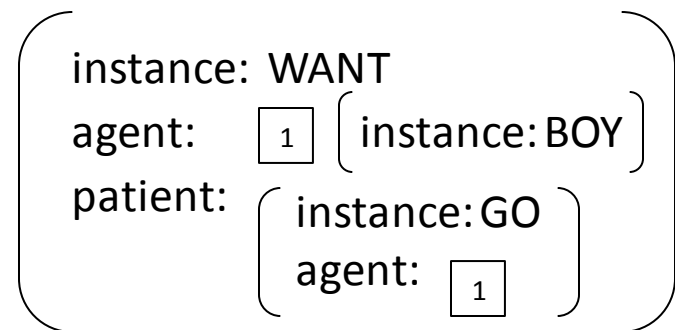 instance: WANT
agent: 1 instance: BOY
patient:
instance: GO
agent: 1